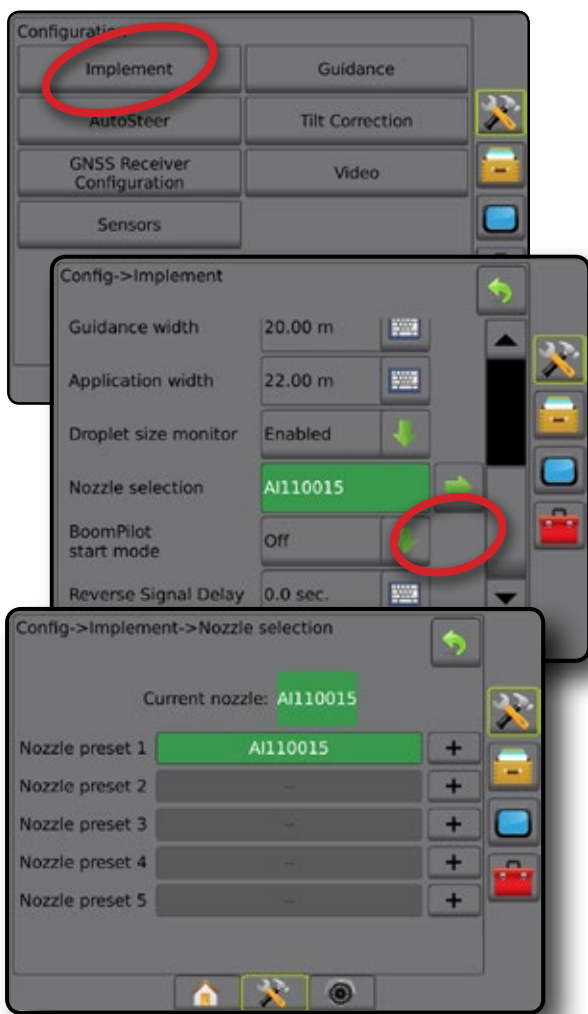 Configuration
Implement
Guidance
AutoSteer
Tilt Correction
GNSS Receiver
Configuration
Video
Sensors
Config->Implement
Guidance width 20.00 m
Application width 22.00 m
Droplet size monitor Enabled
Nozzle selection AI110015
BoomPilot
start mode Off
Reverse Signal Delay 0.0 sec.
Config->Implement->Nozzle selection
Current nozzle: AI110015
Nozzle preset 1 AI110015 +
Nozzle preset 2 -- +
Nozzle preset 3 -- +
Nozzle preset 4 -- +
Nozzle preset 5 -- +